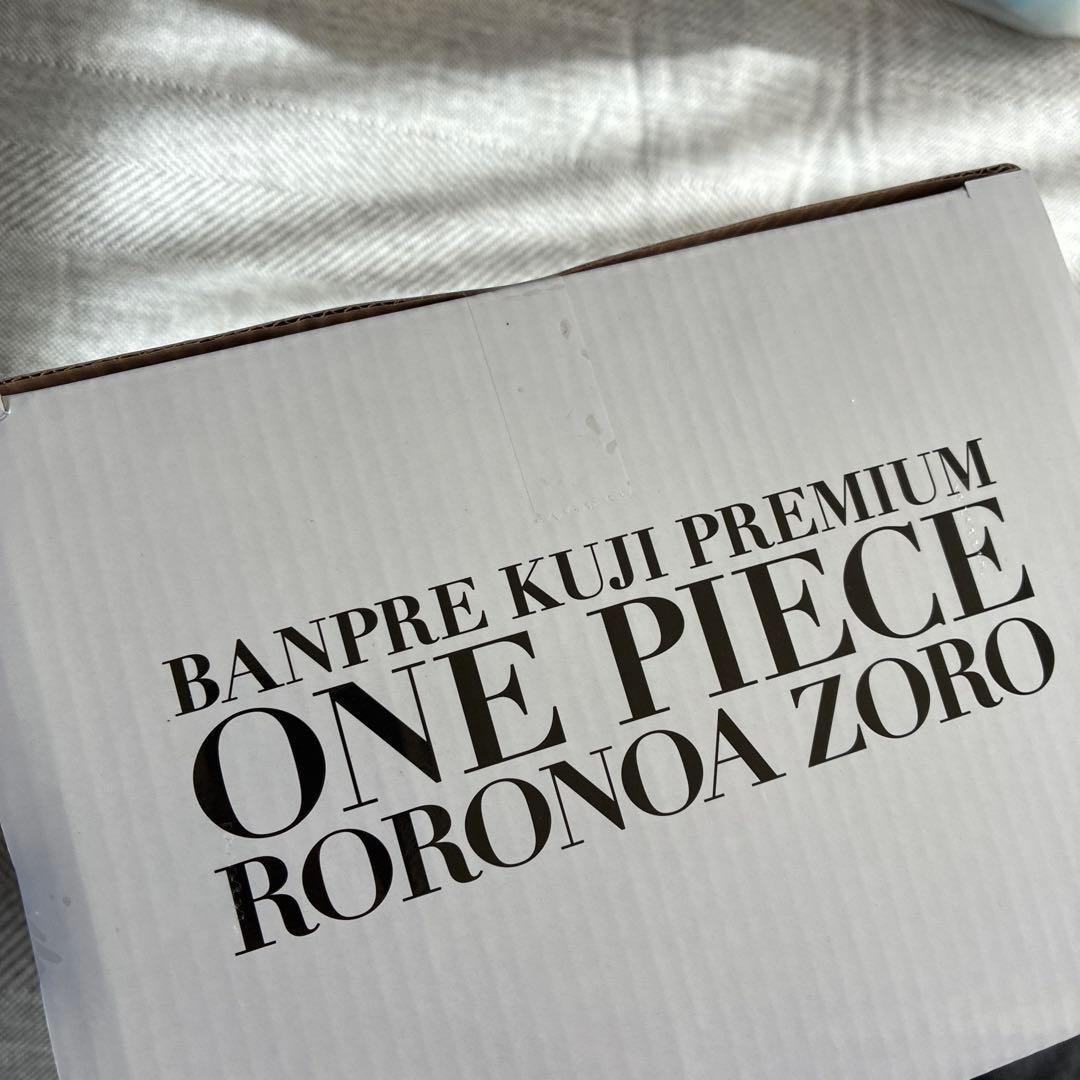 BANPRE KUJI PREMIUM
ONE PIECE
RORONOA ZORO